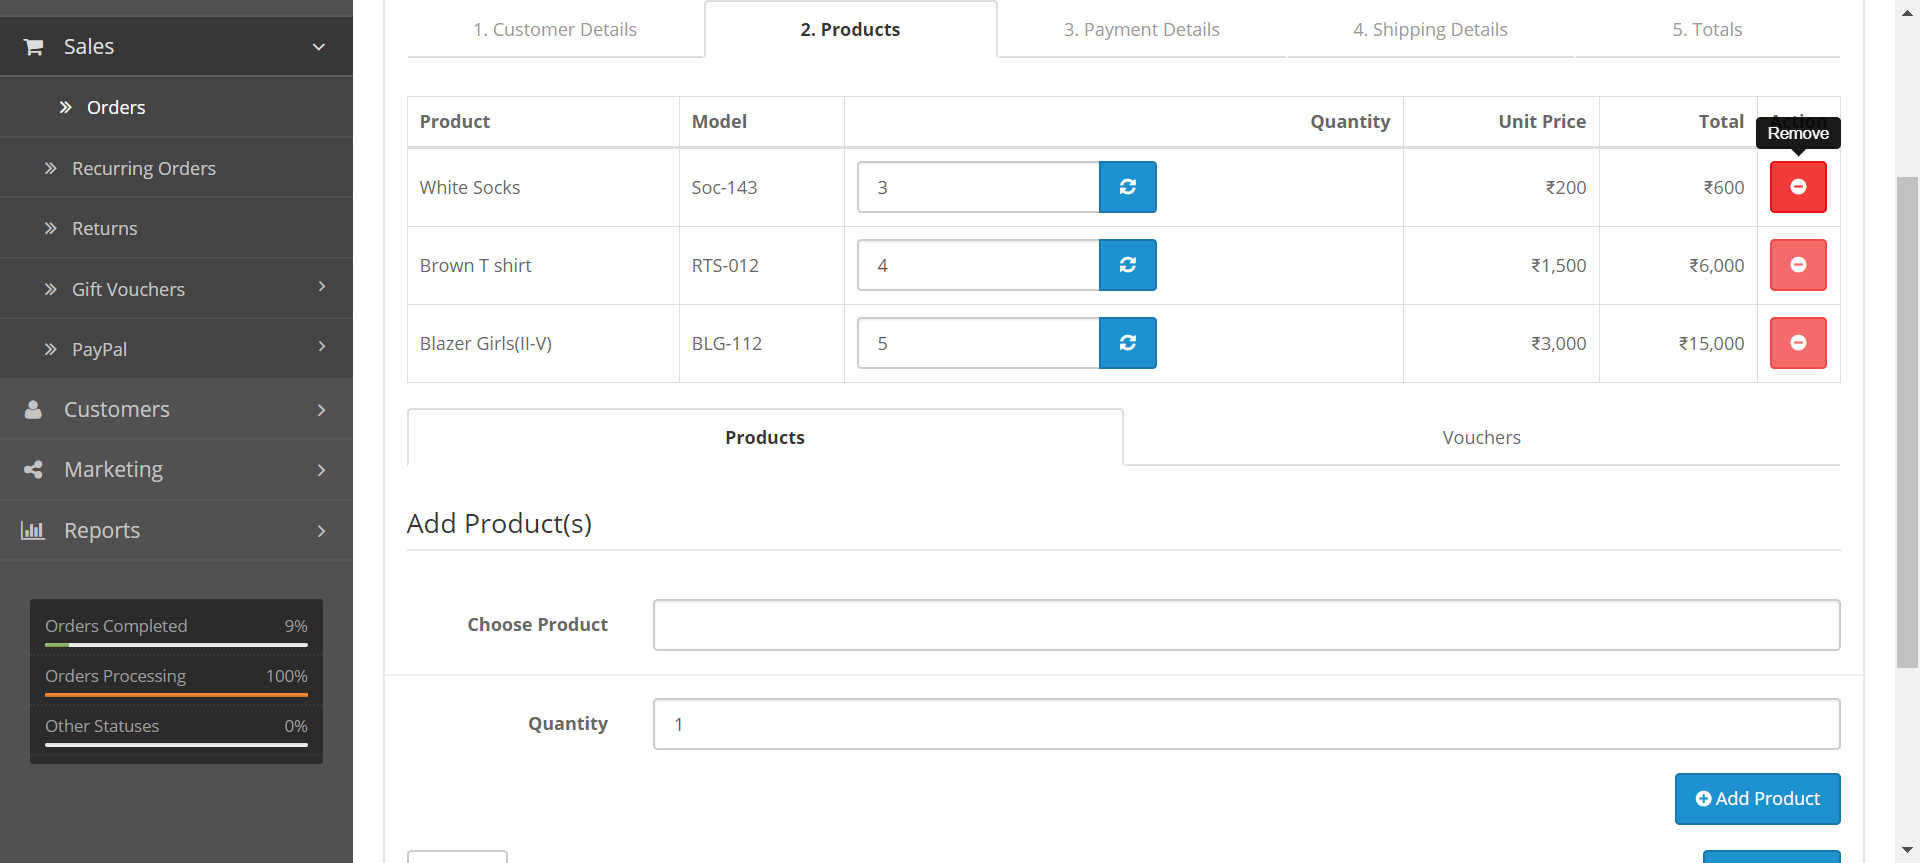 Sales
Orders
Recurring Orders
Returns
Gift Vouchers
PayPal
Customers
Marketing
Reports
Orders Completed 9%
Orders Processing 100%
Other Statuses 0%
1. Customer Details 2. Products 3. Payment Details 4. Shipping Details 5. Totals
Product Model Quantity Unit Price Total Action
Remove
White Socks Soc-143 3 ₹200 ₹600
Brown T shirt RTS-012 4 ₹1,500 ₹6,000
Blazer Girls(II-V) BLG-112 5 ₹3,000 ₹15,000
Products Vouchers
Add Product(s)
Choose Product
Quantity 1
Add Product